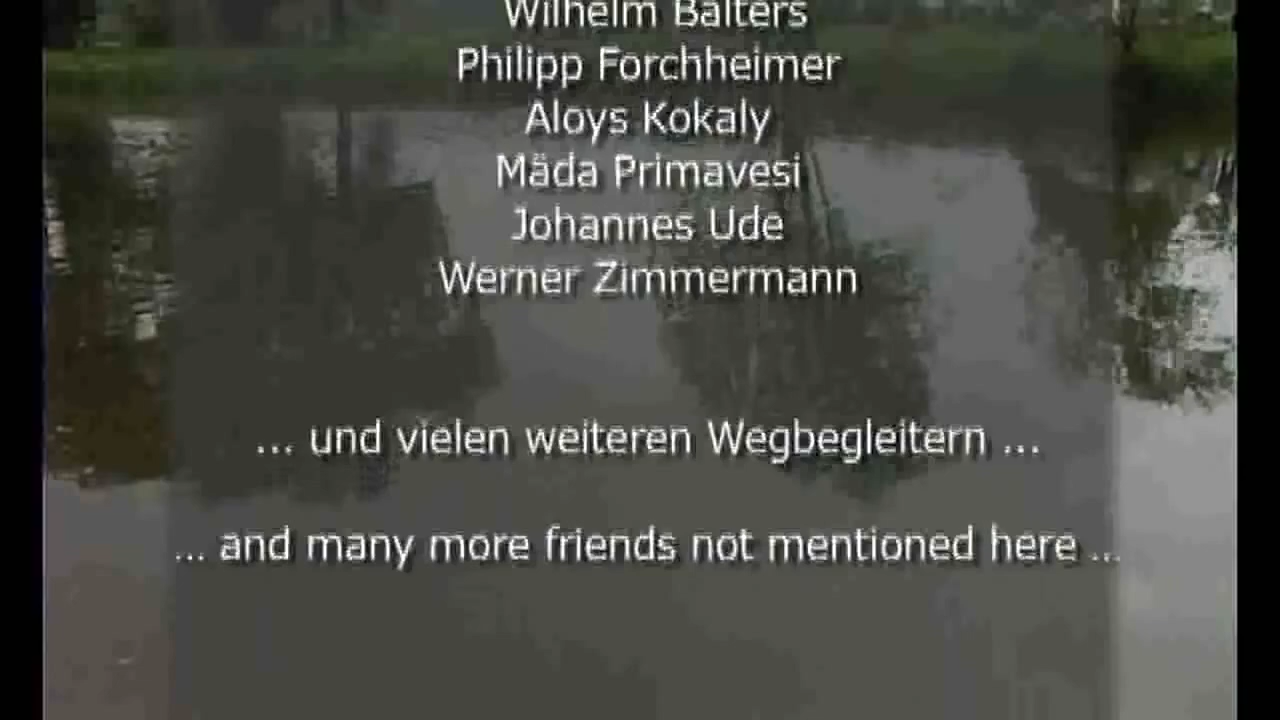 Wilhelm Balters
Philipp Forchheimer
Aloys Kokaly
Mäda Primavesi
Johannes Ude
Werner Zimmermann
... und vielen weiteren Wegbegleitern ...
... and many more friends not mentioned here ...